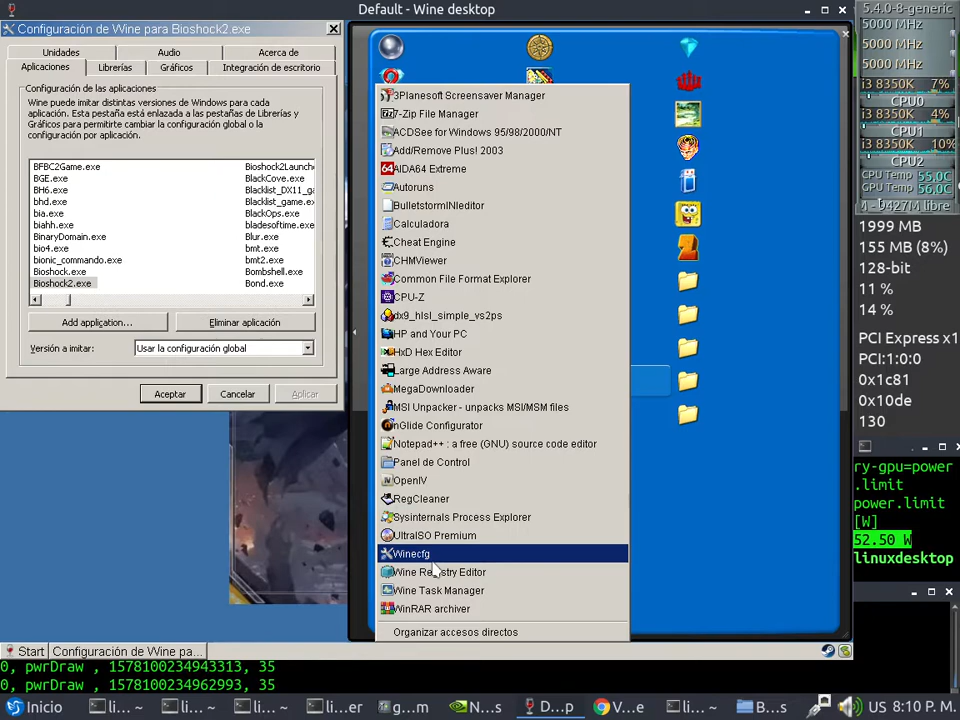 Default - Wine desktop
Configuración de Wine para Bioshock2.exe
Unidades
Audio
Acerca de
Aplicaciones
Librerías
Gráficos
Integración de escritorio
Configuración de las aplicaciones
Wine puede imitar distintas versiones de Windows para cada
aplicación. Esta pestaña está enlazada a las pestañas de Librerías y
Gráficos para permitirte cambiar la configuración global o la
configuración por aplicación.
BFBC2Game.exe
Bioshock2Launch
BGE.exe
BlackCove.exe
BH6.exe
Blacklist_DX11_ga
bhd.exe
Blacklist_game.ex
bia.exe
BlackOps.exe
biahh.exe
bladesoftime.exe
BinaryDomain.exe
Blur.exe
bio4.exe
bmt.exe
bionic_commando.exe
bmt2.exe
Bioshock.exe
Bombshell.exe
Bioshock2.exe
Bond.exe
Add application...
Eliminar aplicación
Versión a imitar:
Usar la configuración global
Aceptar
Cancelar
Aplicar
3Planesoft Screensaver Manager
7-Zip File Manager
ACDSee for Windows 95/98/2000/NT
Add/Remove Plus! 2003
AIDA64 Extreme
Autoruns
BulletstormINIeditor
Calculadora
Cheat Engine
CHMViewer
Common File Format Explorer
CPU-Z
dx9_hlsl_simple_vs2ps
HP and Your PC
HxD Hex Editor
Large Address Aware
MegaDownloader
MSI Unpacker - unpacks MSI/MSM files
nGlide Configurator
Notepad++ : a free (GNU) source code editor
Panel de Control
OpenIV
RegCleaner
Sysinternals Process Explorer
UltraISO Premium
Winecfg
Wine Registry Editor
Wine Task Manager
WinRAR archiver
Organizar accesos directos
5.4.0-8-generic
5000 MHz
5000 MHz
5000 MHz
i3 8350K 7%
CPU0
i3 8350K 4%
CPU1
i3 8350K 10%
CPU2
CPU Temp 55,0C
GPU Temp 56,0C
9427M libre
1999 MB
155 MB (8%)
128-bit
11 %
14 %
PCI Express x1
PCI:1:0:0
0x1c81
0x10de
130
ry-gpu=power
.limit
power.limit
[W]
52.50 W
linuxdesktop
Start
Configuración de Wine pa...
0, pwrDraw , 1578100234943313, 35
0, pwrDraw , 1578100234962993, 35
Inicio
li... ~
li... ~
li... ~
li...er
g....m
N...s
D...p
V...e
li... ~
B...s
US
8:10 P. M.